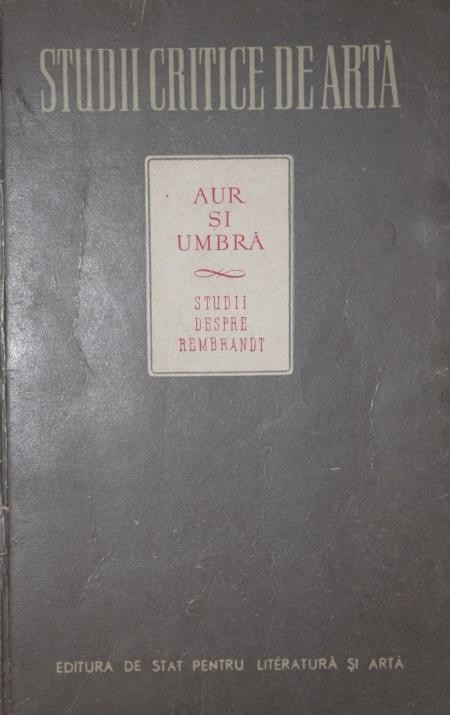 STUDII CRITICE DE ARTĂ
AUR
ȘI
UMBRĂ
STUDII
DESPRE
REMBRANDT
EDITURA DE STAT PENTRU LITERATURĂ ȘI ARTĂ